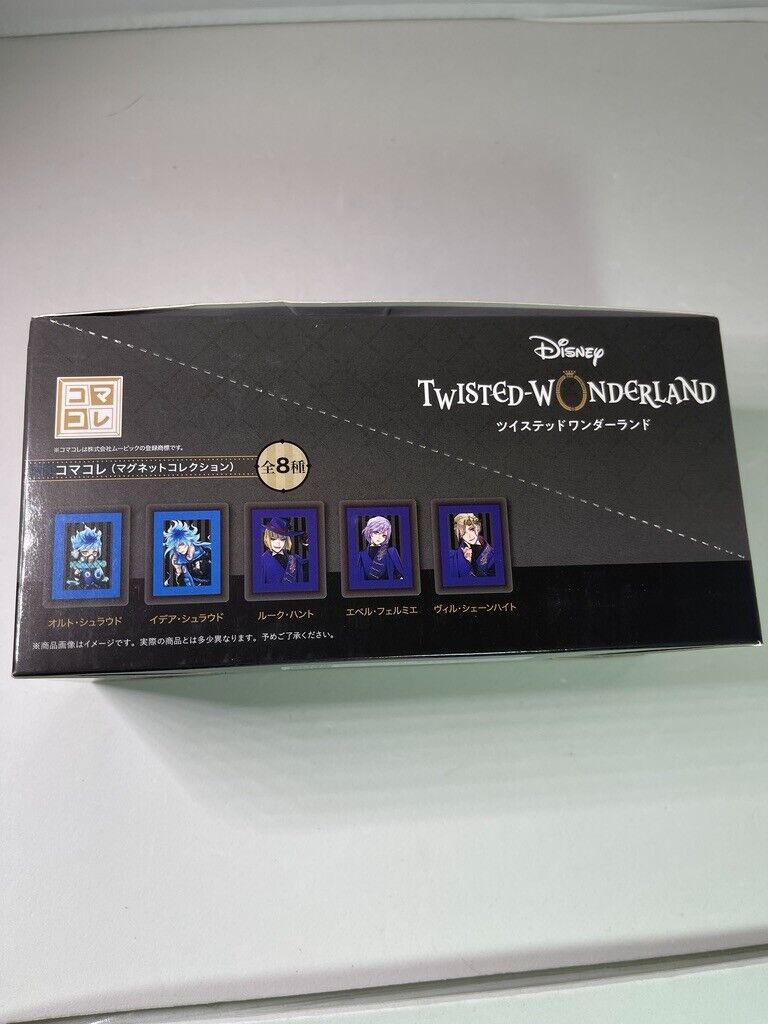 Disney
TWISTED-WONDERLAND
ツイステッドワンダーランド
コマ
コレ
※コマコレは株式会社ムービックの登録商標です。
コマコレ(マグネットコレクション)
全8種
オルト・シュラウド
イデア・シュラウド
ルーク・ハント
エペル・フェルミエ
ヴィル・シェーンハイト
※商品画像はイメージです。実際の商品とは多少異なります。予めご了承ください。